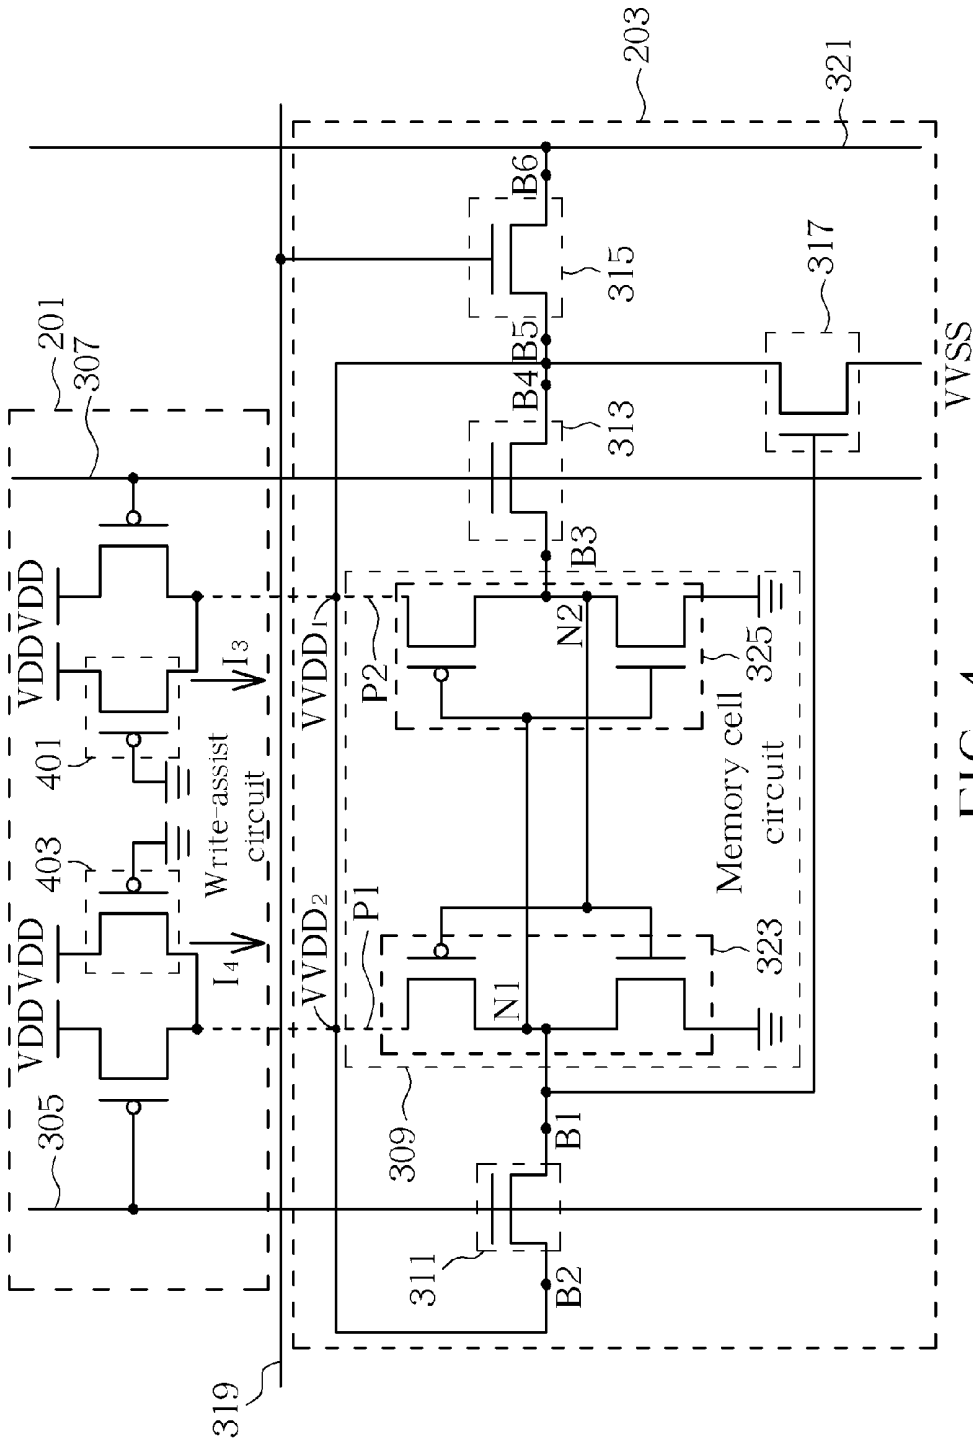 201
VDD VDD
VDD VDD
305
403
401
307
Write-assist
circuit
I4
I3
319
VVDD2
VVDD1
P1
P2
309
311
N1
B4
B5
B6
B2
B1
B3
N2
313
315
203
Memory cell
circuit
323
325
317
321
VVSS
FIG. 4